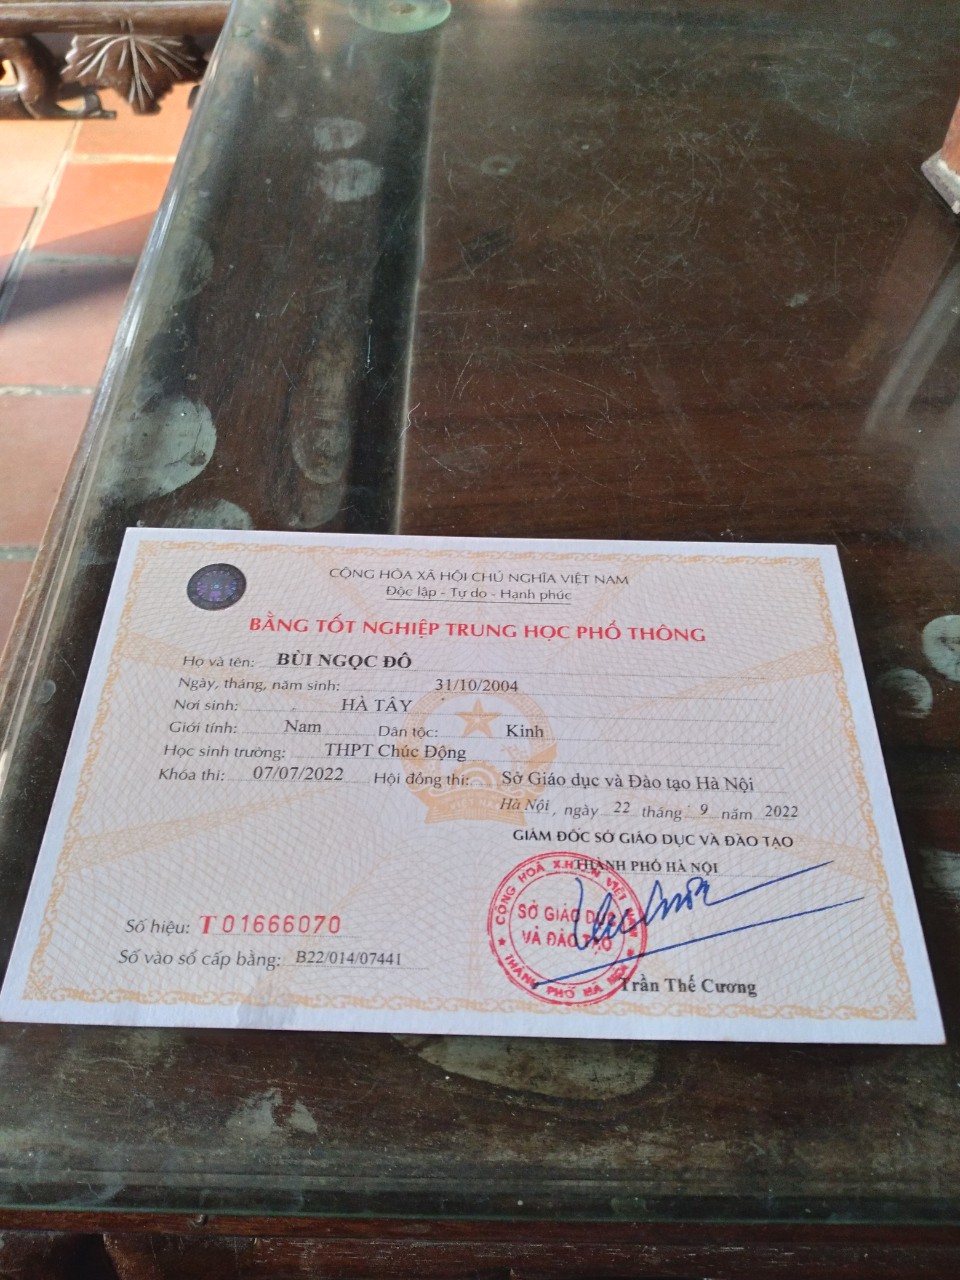 CỘNG HÒA XÃ HỘI CHỦ NGHĨA VIỆT NAM
Độc lập - Tự do - Hạnh phúc
BẰNG TỐT NGHIỆP TRUNG HỌC PHỔ THÔNG
Họ và tên: BÙI NGỌC ĐÔ
Ngày, tháng, năm sinh: 31/10/2004
Nơi sinh: HÀ TÂY
Giới tính: Nam Dân tộc: Kinh
Học sinh trường: THPT Chúc Động
Khóa thi: 07/07/2022 Hội đồng thi: Sở Giáo dục và Đào tạo Hà Nội
Hà Nội, ngày 22 tháng 9 năm 2022
GIÁM ĐỐC SỞ GIÁO DỤC VÀ ĐÀO TẠO
THÀNH PHỐ HÀ NỘI
CỘNG HOÀ X.H.C.N VIỆT NAM
SỞ GIÁO DỤC
VÀ ĐÀO TẠO
THÀNH PHỐ HÀ NỘI
Số hiệu: T 01666070
Số vào sổ cấp bằng: B22/014/07441
Trần Thế Cương